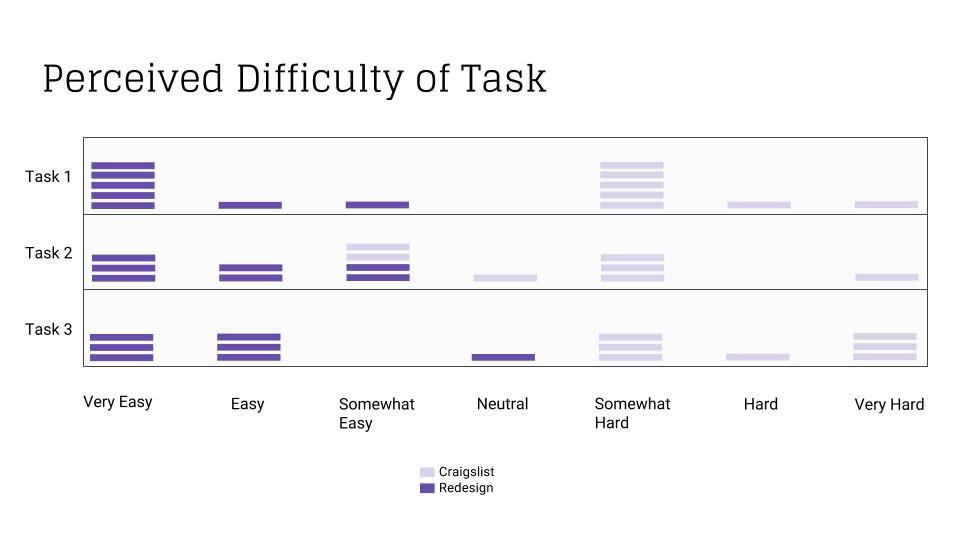 Perceived Difficulty of Task
Task 1
Task 2
Task 3
Very Easy
Easy
Somewhat
Easy
Neutral
Somewhat
Hard
Hard
Very Hard
Craigslist
Redesign